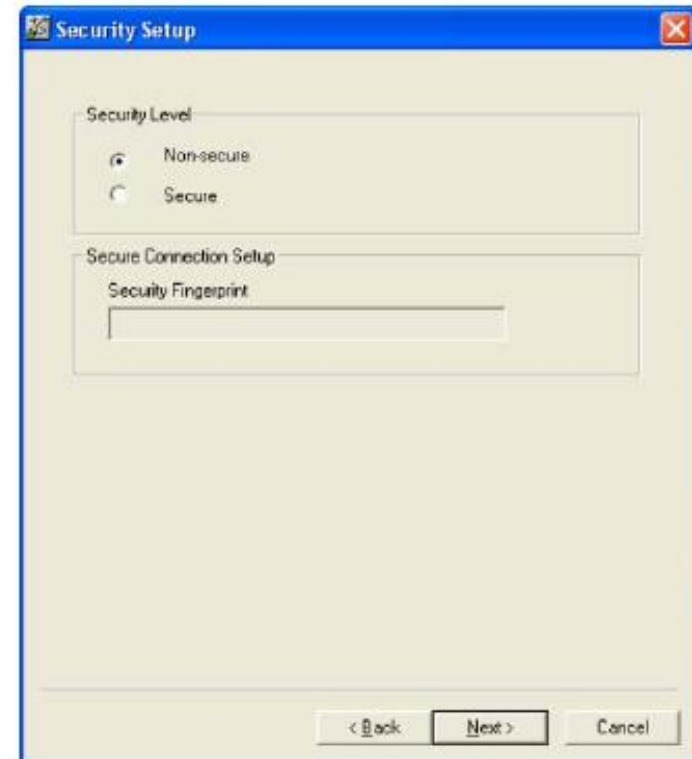 Security Setup
Security Level
Non-secure
Secure
Secure Connection Setup
Security Fingerprint
< Back Next > Cancel